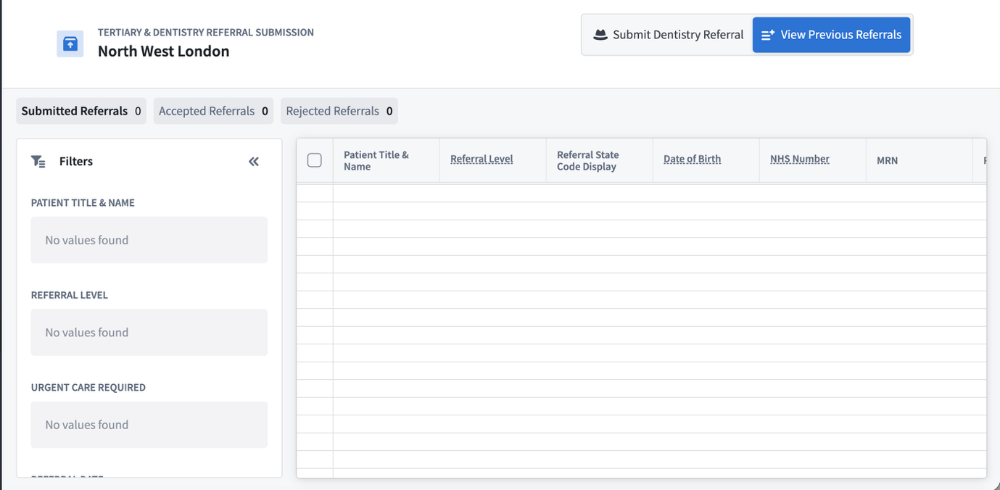 TERTIARY & DENTISTRY REFERRAL SUBMISSION
North West London
Submit Dentistry Referral
View Previous Referrals
Submitted Referrals 0
Accepted Referrals 0
Rejected Referrals 0
Filters
PATIENT TITLE & NAME
No values found
REFERRAL LEVEL
No values found
URGENT CARE REQUIRED
No values found
REFERRAL DATE
Patient Title &
Name
Referral Level
Referral State
Code Display
Date of Birth
NHS Number
MRN